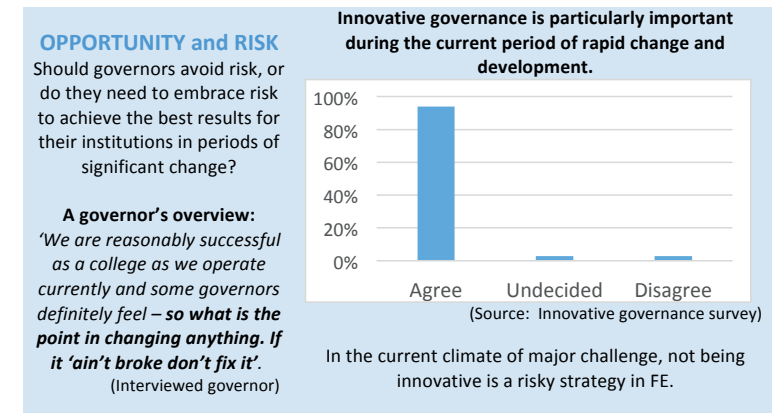 OPPORTUNITY and RISK
Should governors avoid risk, or
do they need to embrace risk
to achieve the best results for
their institutions in periods of
significant change?
A governor's overview:
‘We are reasonably successful
as a college as we operate
currently and some governors
definitely feel – so what is the
point in changing anything. If
it ‘ain’t broke don’t fix it’.
(Interviewed governor)
Innovative governance is particularly important
during the current period of rapid change and
development.
100%
80%
60%
40%
20%
0%
Agree Undecided Disagree
(Source: Innovative governance survey)
In the current climate of major challenge, not being
innovative is a risky strategy in FE.